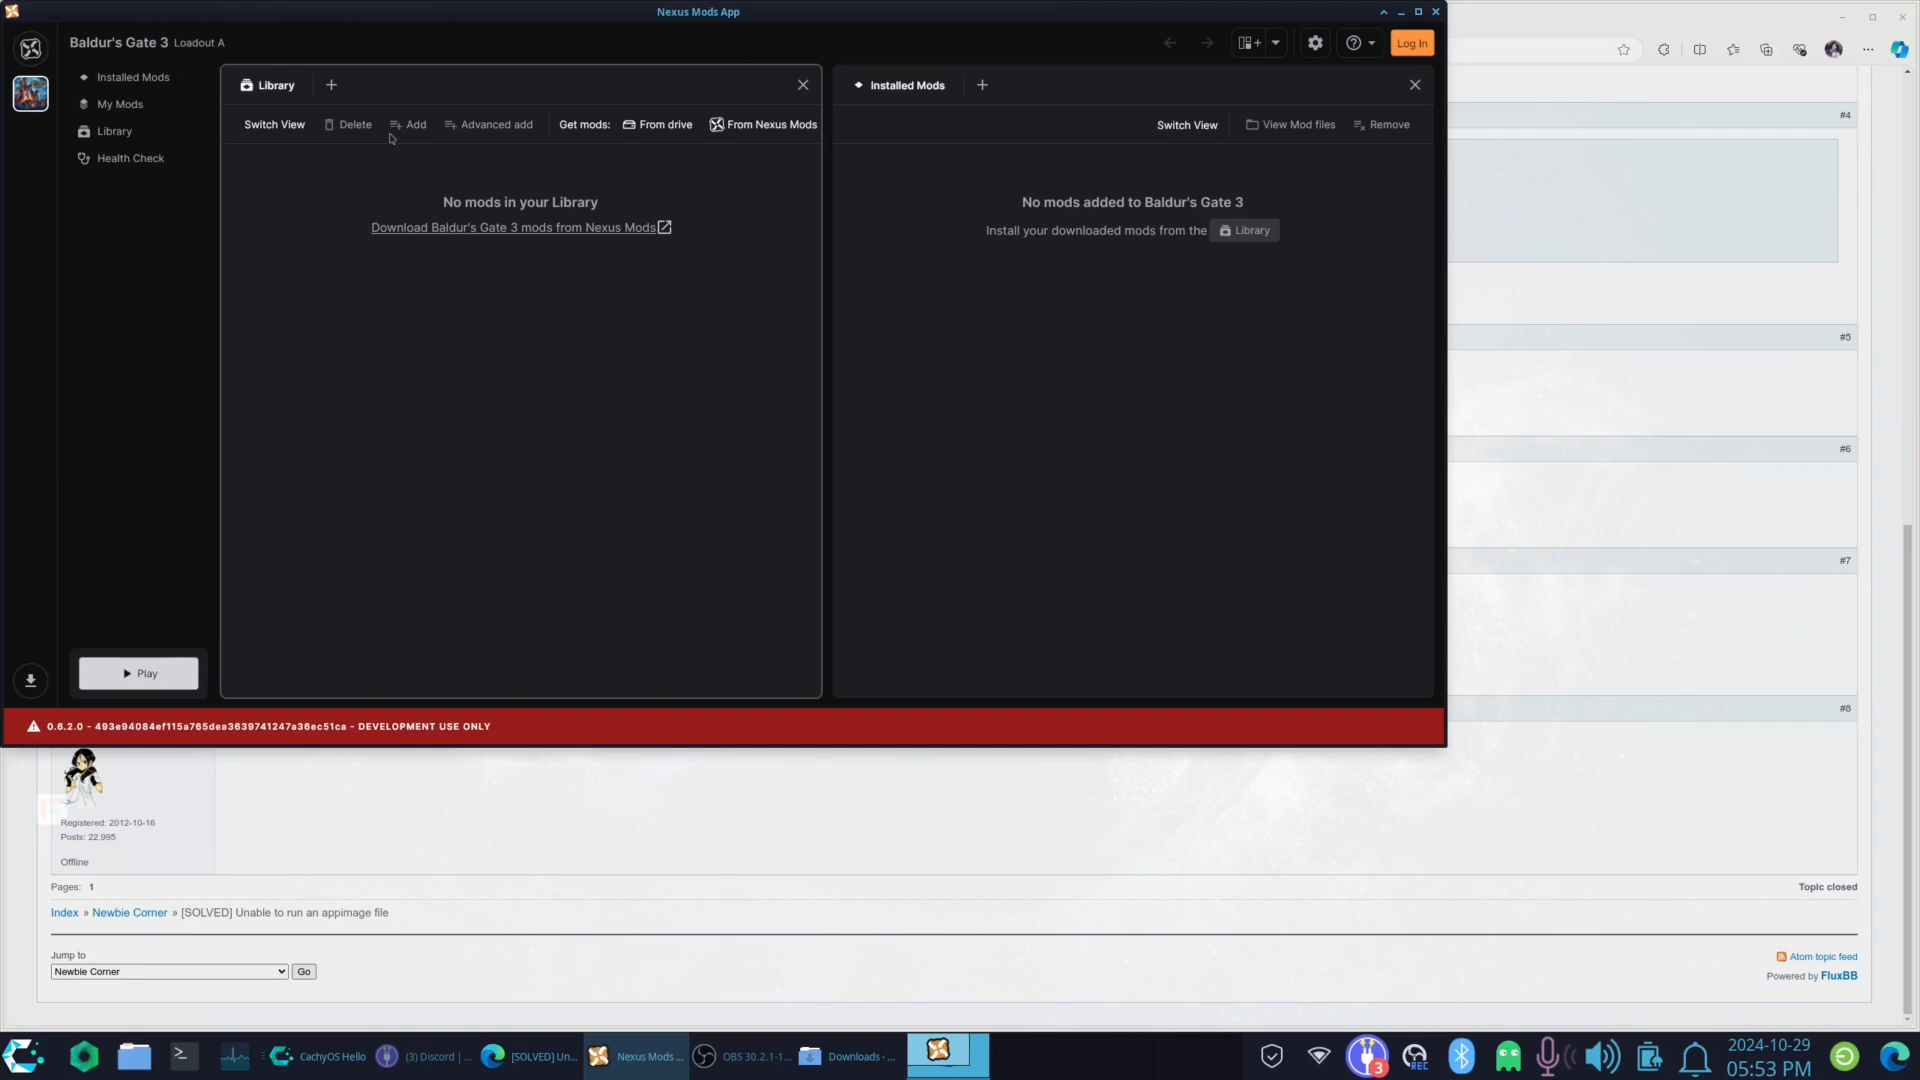 Nexus Mods App
Baldur's Gate 3 Loadout A
Log In
Installed Mods
My Mods
Library
Health Check
Library
Switch View Delete Add Advanced add Get mods: From drive From Nexus Mods
No mods in your Library
Download Baldur's Gate 3 mods from Nexus Mods
Installed Mods
Switch View View Mod files Remove
No mods added to Baldur's Gate 3
Install your downloaded mods from the Library
Play
0.6.2.0 - 493e94084ef115a765dea3639741247a36ec51ca - DEVELOPMENT USE ONLY
#4
#5
#6
#7
#8
Registered: 2012-10-16
Posts: 22,995
Offline
Pages: 1
Topic closed
Index » Newbie Corner » [SOLVED] Unable to run an appimage file
Jump to
Newbie Corner Go
Atom topic feed
Powered by FluxBB
CachyOS Hello (3) Discord | ... [SOLVED] Un... Nexus Mods ... OBS 30.2.1-1... Downloads - ...
3
REC
2024-10-29
05:53 PM